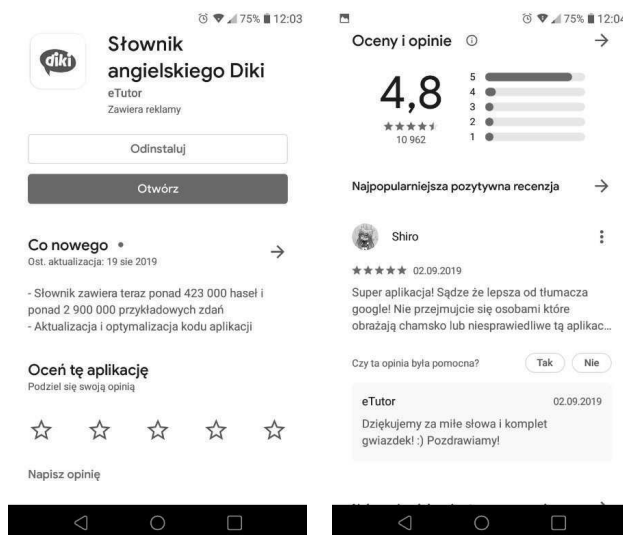 75% 12:03
diki
Słownik
angielskiego Diki
eTutor
Zawiera reklamy
Odinstaluj
Otwórz
Co nowego
Ost. aktualizacja: 19 sie 2019
- Słownik zawiera teraz ponad 423 000 haseł i
ponad 2 900 000 przykładowych zdań
- Aktualizacja i optymalizacja kodu aplikacji
Oceń tę aplikację
Podziel się swoją opinią
Napisz opinię
75% 12:04
Oceny i opinie
4,8
10 962
5
4
3
2
1
Najpopularniejsza pozytywna recenzja
Shiro
02.09.2019
Super aplikacja! Sądze że lepsza od tłumacza
google! Nie przejmujcie się osobami które
obrażają chamsko lub niesprawiedliwe tą aplikac...
Czy ta opinia była pomocna? Tak Nie
eTutor 02.09.2019
Dziękujemy za miłe słowa i komplet
gwiazdek! :) Pozdrawiamy!